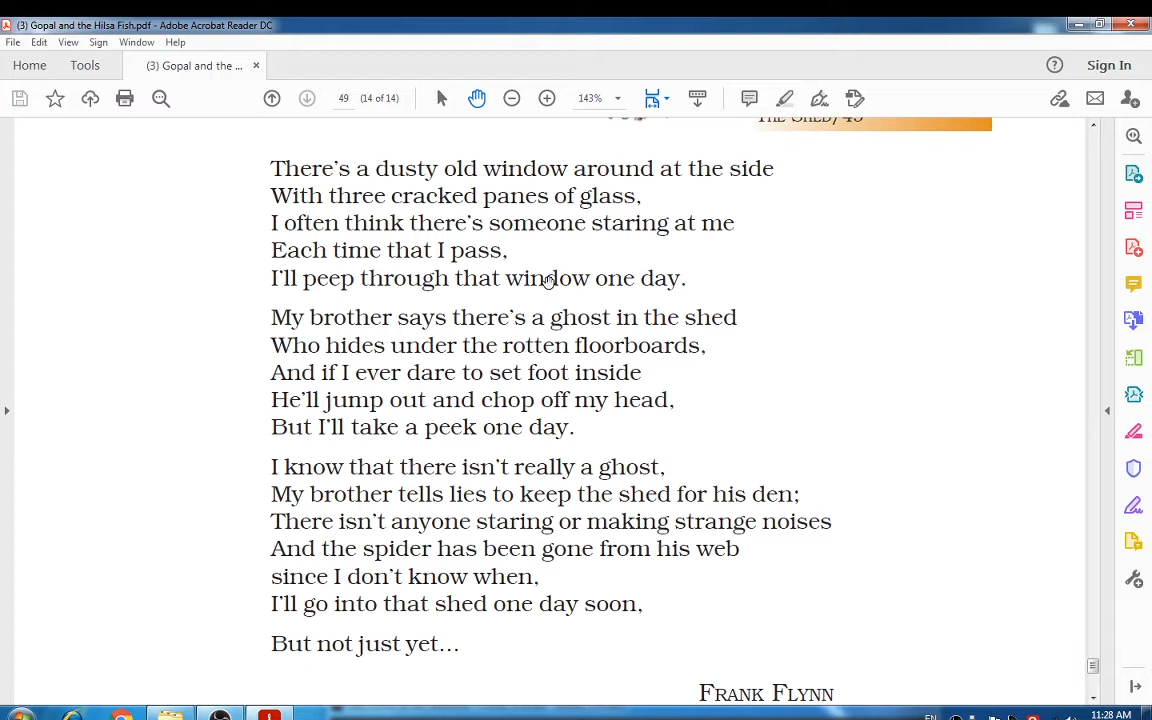 (3) Gopal and the Hilsa Fish.pdf - Adobe Acrobat Reader DC
File Edit View Sign Window Help
Home Tools (3) Gopal and the ... × Sign In
49 (14 of 14) 143%
THE SHED/49
There's a dusty old window around at the side
With three cracked panes of glass,
I often think there's someone staring at me
Each time that I pass,
I'll peep through that window one day.
My brother says there's a ghost in the shed
Who hides under the rotten floorboards,
And if I ever dare to set foot inside
He'll jump out and chop off my head,
But I'll take a peek one day.
I know that there isn't really a ghost,
My brother tells lies to keep the shed for his den;
There isn't anyone staring or making strange noises
And the spider has been gone from his web
since I don't know when,
I'll go into that shed one day soon,
But not just yet...
FRANK FLYNN
EN 11:28 AM